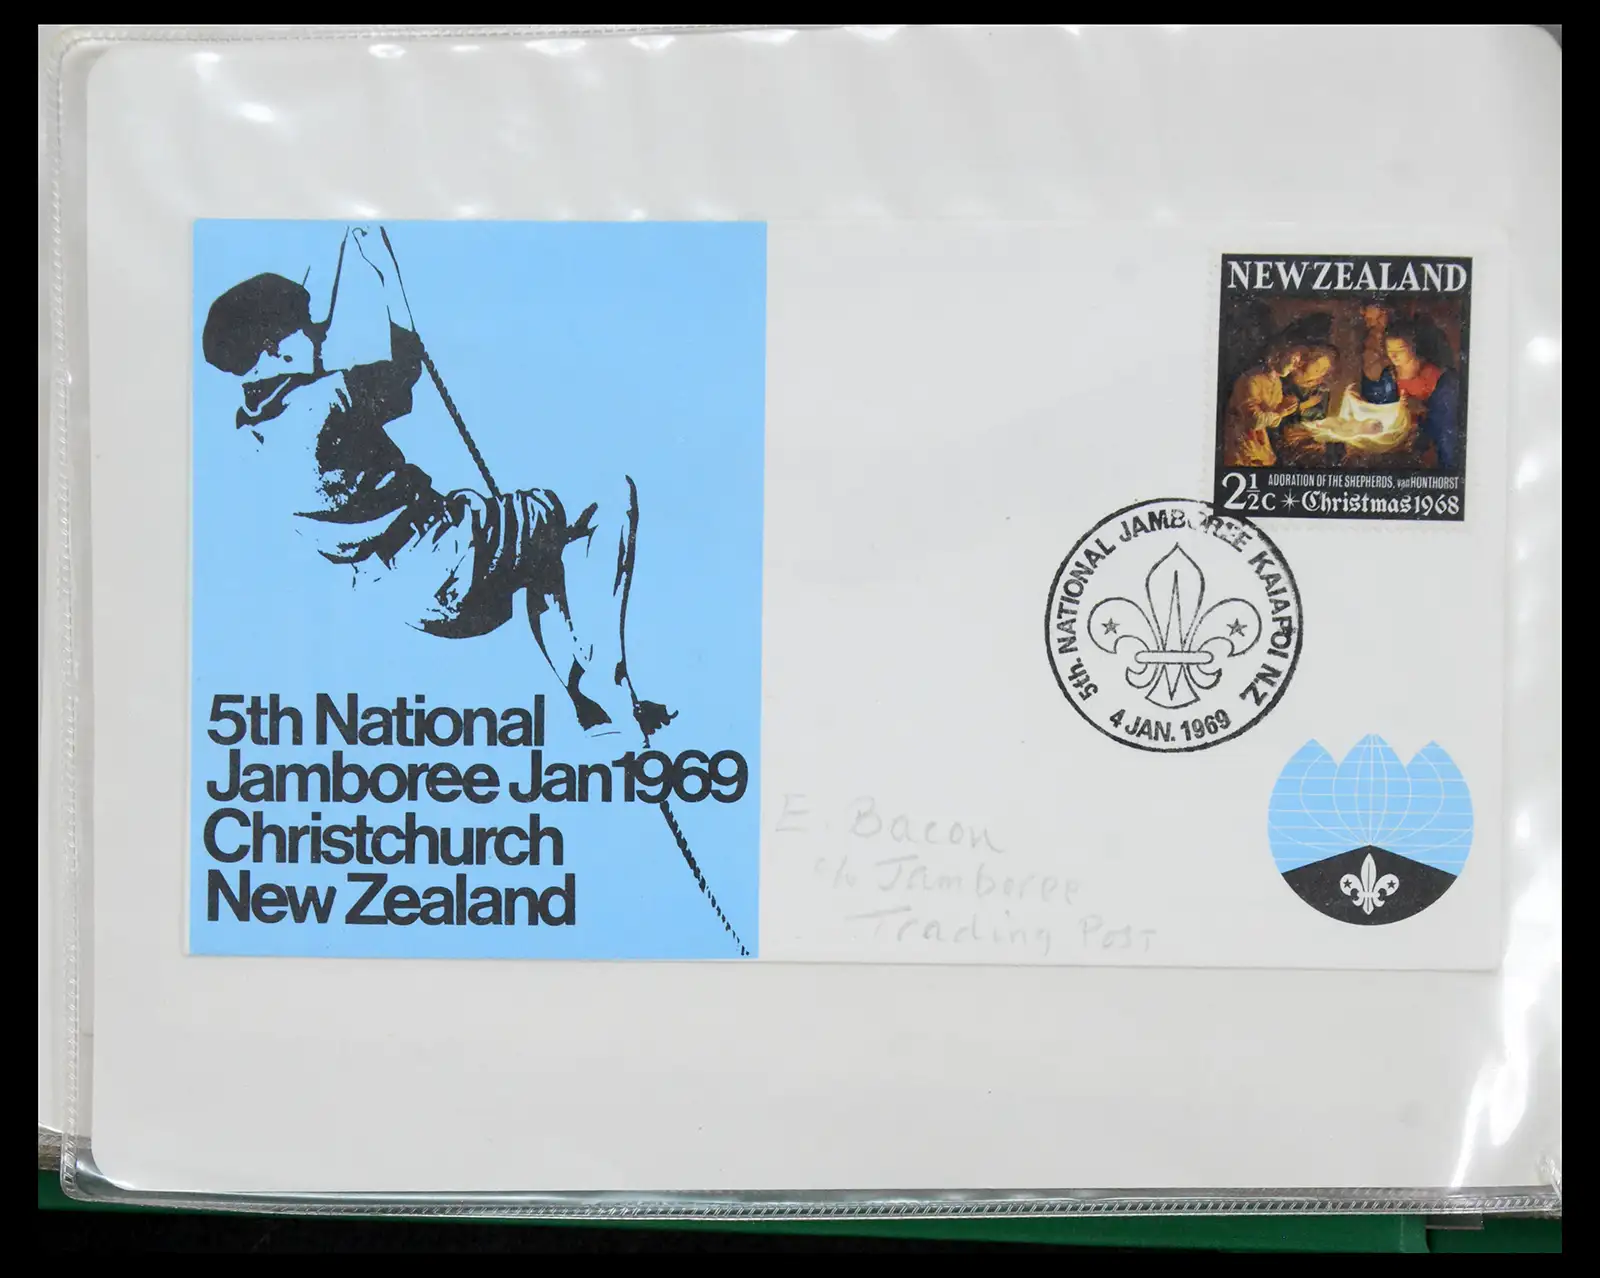 5th National
Jamboree Jan 1969
Christchurch
New Zealand
NEW ZEALAND
ADORATION OF THE SHEPHERDS, van HONTHORST
2½c ✶ Christmas 1968
5th. NATIONAL JAMBOREE KAIAPOI N.Z.
4 JAN. 1969
E. Bacon
c/o Jamboree
Trading Post